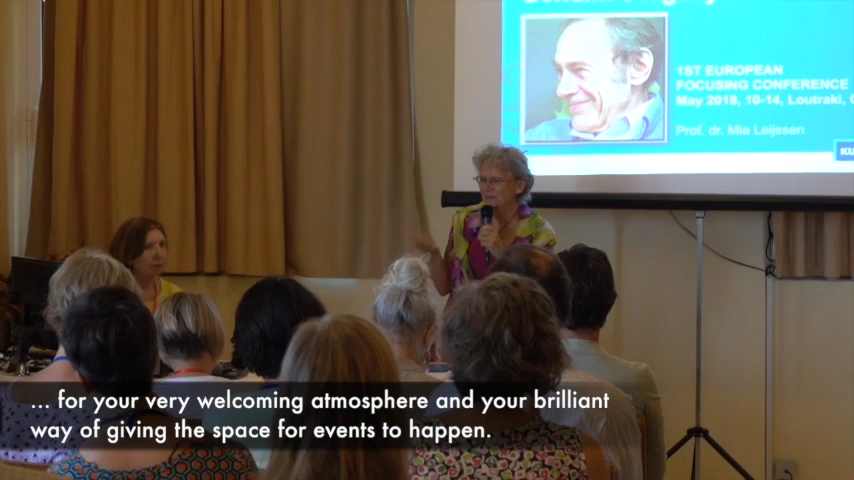 1ST EUROPEAN
FOCUSING CONFERENCE
May 2018, 10-14, Loutraki,
Prof. dr. Mia Leijssen
KU
... for your very welcoming atmosphere and your brilliant
way of giving the space for events to happen.